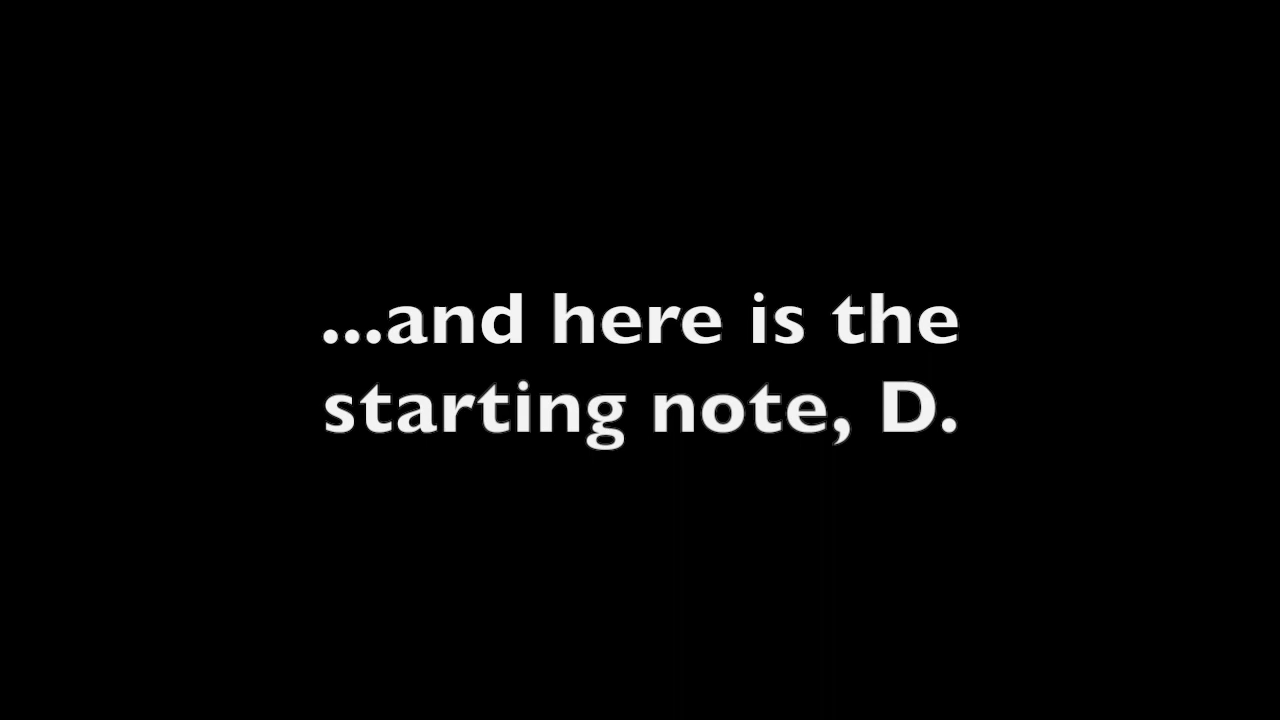 ...and here is the
starting note, D.